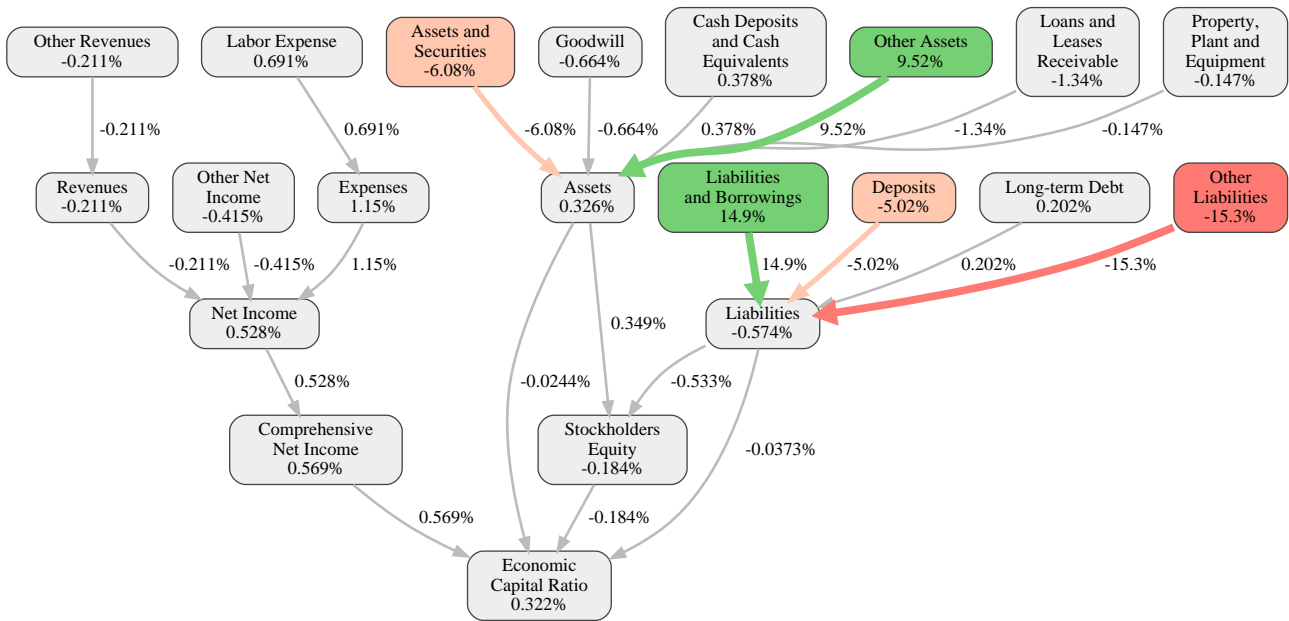 Other Revenues
-0.211%
Labor Expense
0.691%
Assets and
Securities
-6.08%
Goodwill
-0.664%
Cash Deposits
and Cash
Equivalents
0.378%
Other Assets
9.52%
Loans and
Leases
Receivable
-1.34%
Property,
Plant and
Equipment
-0.147%
-0.211%
0.691%
-6.08%
-0.664%
0.378%
9.52%
-1.34%
-0.147%
Revenues
-0.211%
Other Net
Income
-0.415%
Expenses
1.15%
Assets
0.326%
Liabilities
and Borrowings
14.9%
Deposits
-5.02%
Long-term Debt
0.202%
Other
Liabilities
-15.3%
-0.211%
-0.415%
1.15%
14.9%
-5.02%
0.202%
-15.3%
Net Income
0.528%
Liabilities
-0.574%
0.349%
0.528%
-0.0244%
-0.533%
Comprehensive
Net Income
0.569%
Stockholders
Equity
-0.184%
-0.0373%
0.569%
-0.184%
Economic
Capital Ratio
0.322%